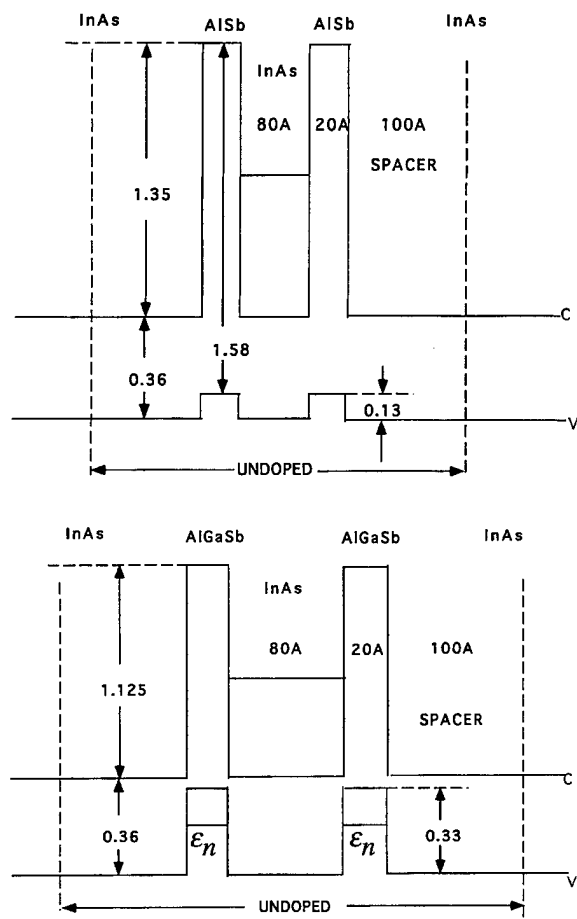 InAs AlSb AlSb InAs
InAs
80A 20A 100A
SPACER
1.35
C
1.58
0.36
0.13
V
UNDOPED
InAs AlGaSb AlGaSb InAs
InAs
80A 20A 100A
1.125
SPACER
C
0.36 εn εn 0.33
V
UNDOPED